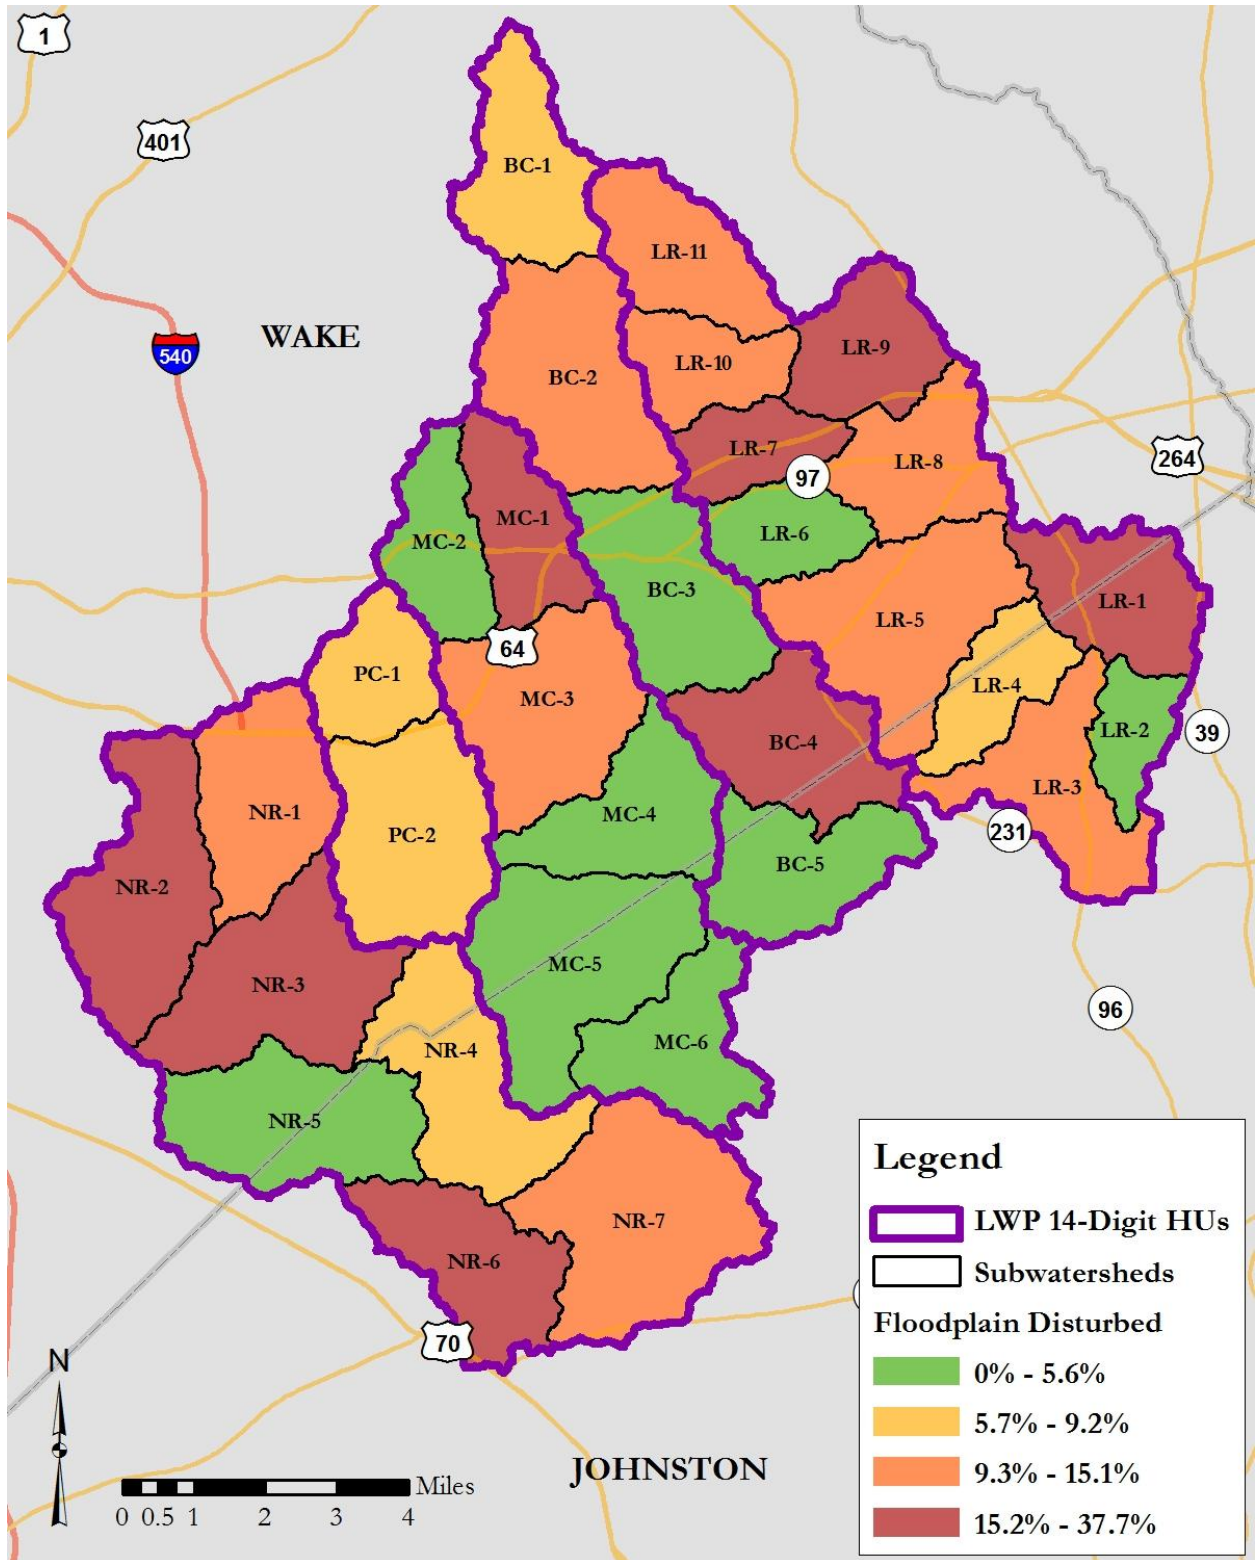 1
401
BC-1
LR-11
WAKE
540
LR-9
LR-10
BC-2
LR-7
LR-8
264
97
MC-1
LR-6
MC-2
BC-3
LR-1
LR-5
64
PC-1
LR-4
MC-3
LR-2
39
BC-4
LR-3
NR-1
MC-4
231
PC-2
BC-5
NR-2
MC-5
NR-3
96
MC-6
NR-4
NR-5
NR-7
NR-6
70
Legend
LWP 14-Digit HUs
Subwatersheds
Floodplain Disturbed
0% - 5.6%
5.7% - 9.2%
9.3% - 15.1%
15.2% - 37.7%
N
JOHNSTON
Miles
0 0.5 1 2 3 4